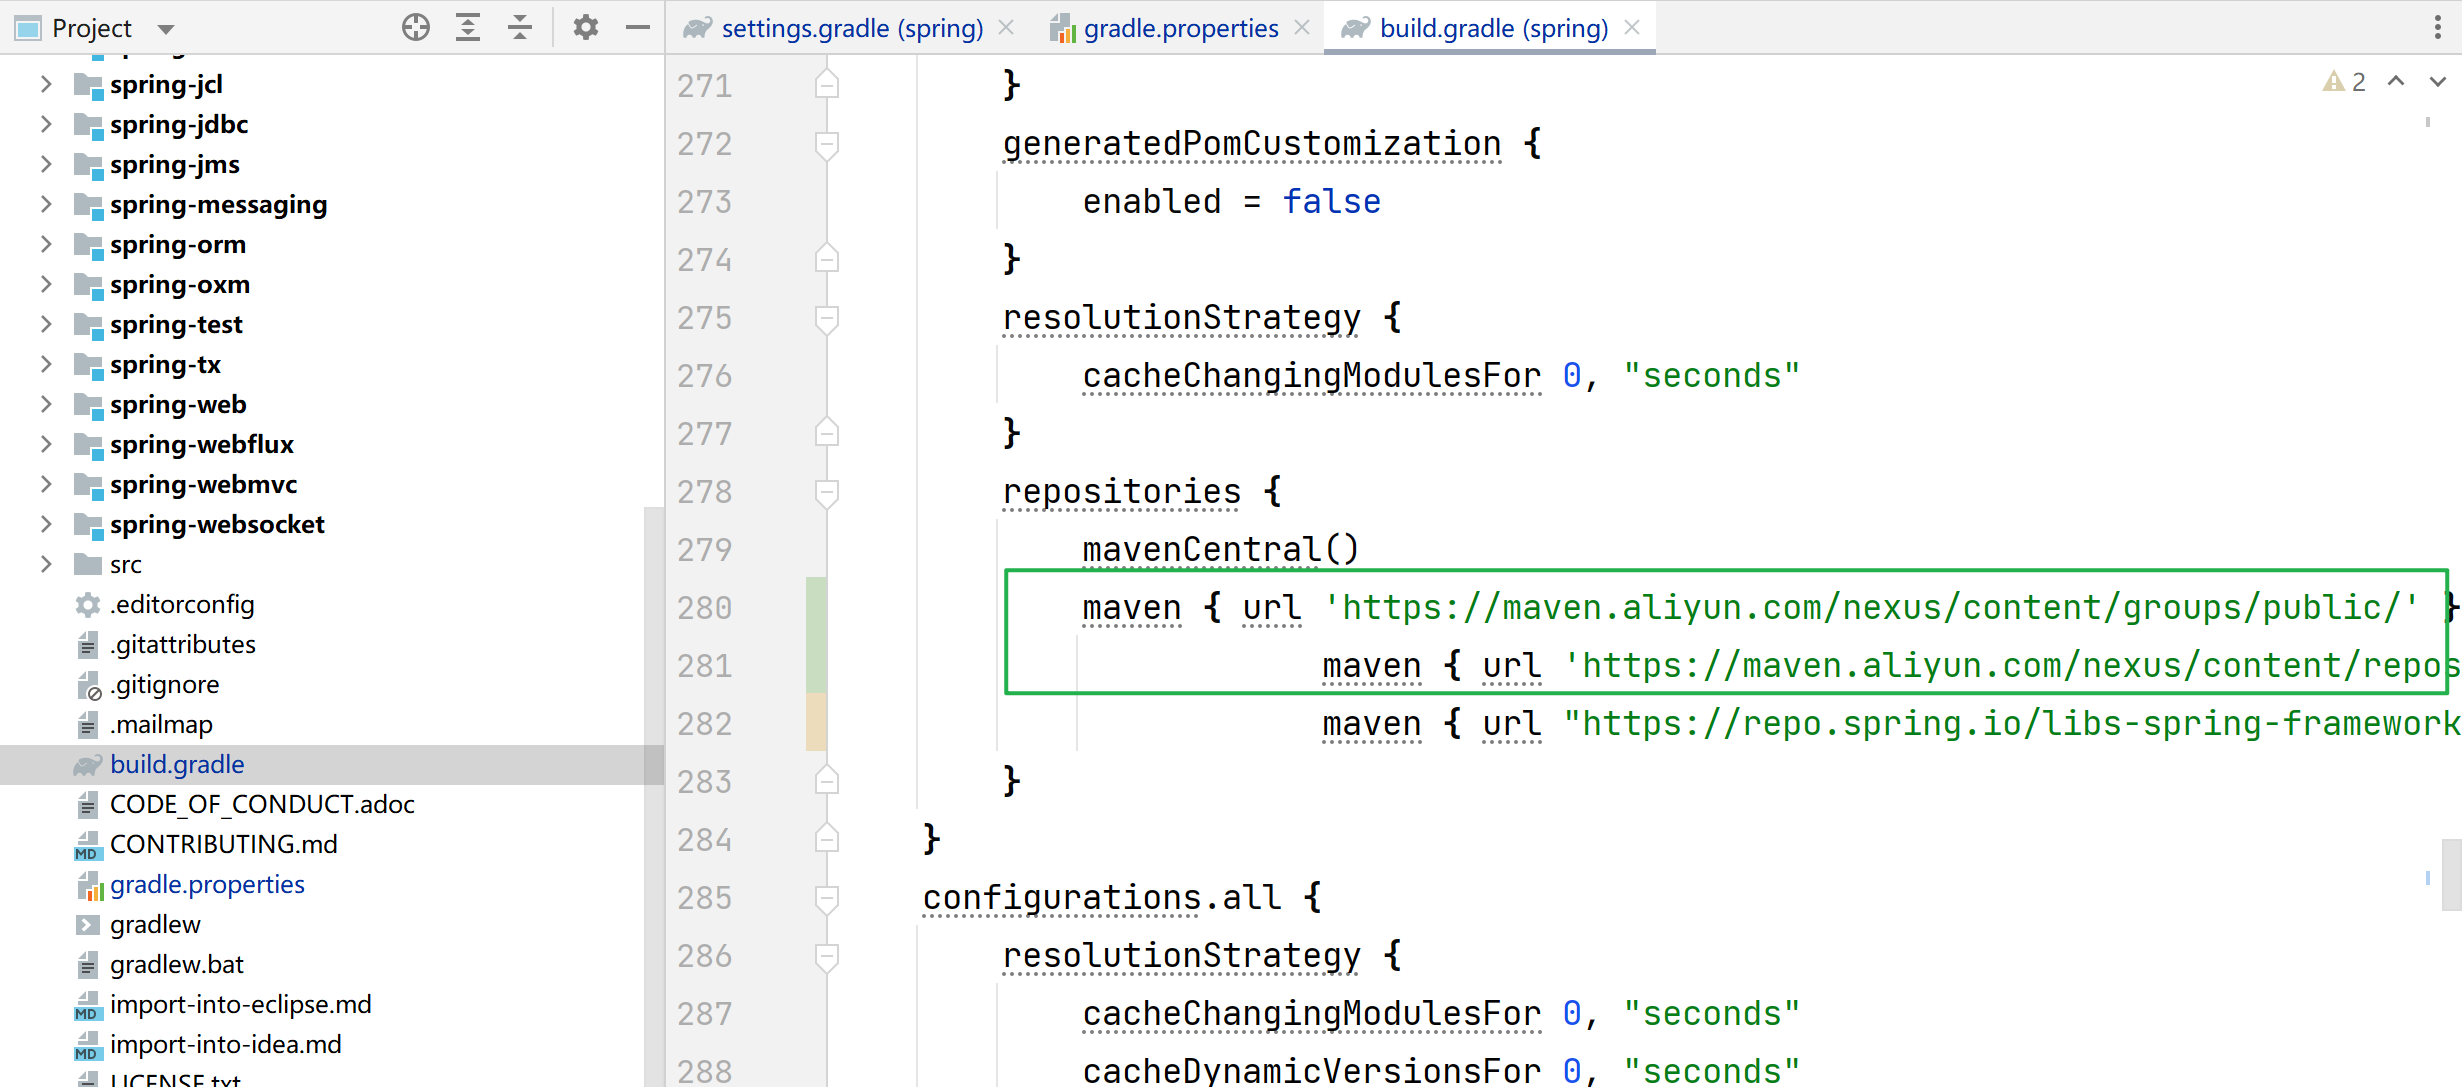 Project
spring-jcl
spring-jdbc
spring-jms
spring-messaging
spring-orm
spring-oxm
spring-test
spring-tx
spring-web
spring-webflux
spring-webmvc
spring-websocket
src
.editorconfig
.gitattributes
.gitignore
.mailmap
build.gradle
CODE_OF_CONDUCT.adoc
CONTRIBUTING.md
gradle.properties
gradlew
gradlew.bat
import-into-eclipse.md
import-into-idea.md
LICENSE.txt
settings.gradle (spring)
gradle.properties
build.gradle (spring)
2
271 }
272 generatedPomCustomization {
273 enabled = false
274 }
275 resolutionStrategy {
276 cacheChangingModulesFor 0, "seconds"
277 }
278 repositories {
279 mavenCentral()
280 maven { url 'https://maven.aliyun.com/nexus/content/groups/public/' }
281 maven { url 'https://maven.aliyun.com/nexus/content/repos
282 maven { url "https://repo.spring.io/libs-spring-framework
283 }
284 }
285 configurations.all {
286 resolutionStrategy {
287 cacheChangingModulesFor 0, "seconds"
288 cacheDynamicVersionsFor 0, "seconds"